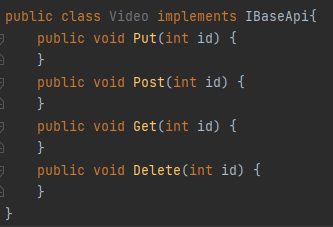 public class Video implements IBaseApi{
    public void Put(int id) {
    }
    public void Post(int id) {
    }
    public void Get(int id) {
    }
    public void Delete(int id) {
    }
}